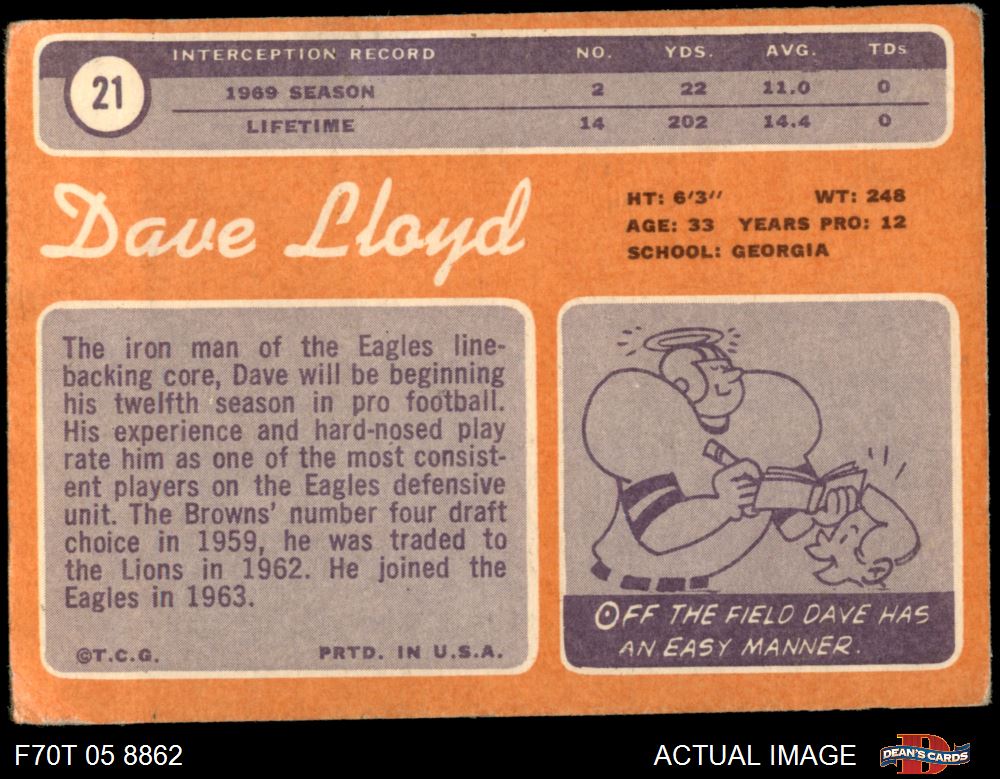 21
INTERCEPTION RECORD NO. YDS. AVG. TDs
1969 SEASON 2 22 11.0 0
LIFETIME 14 202 14.4 0
Dave Lloyd
HT: 6'3" WT: 248
AGE: 33 YEARS PRO: 12
SCHOOL: GEORGIA
The iron man of the Eagles line-
backing core, Dave will be beginning
his twelfth season in pro football.
His experience and hard-nosed play
rate him as one of the most consist-
ent players on the Eagles defensive
unit. The Browns' number four draft
choice in 1959, he was traded to
the Lions in 1962. He joined the
Eagles in 1963.
©T.C.G. PRTD. IN U.S.A.
OFF THE FIELD DAVE HAS
AN EASY MANNER.
F70T 05 8862 ACTUAL IMAGE
D
DEAN'S CARDS